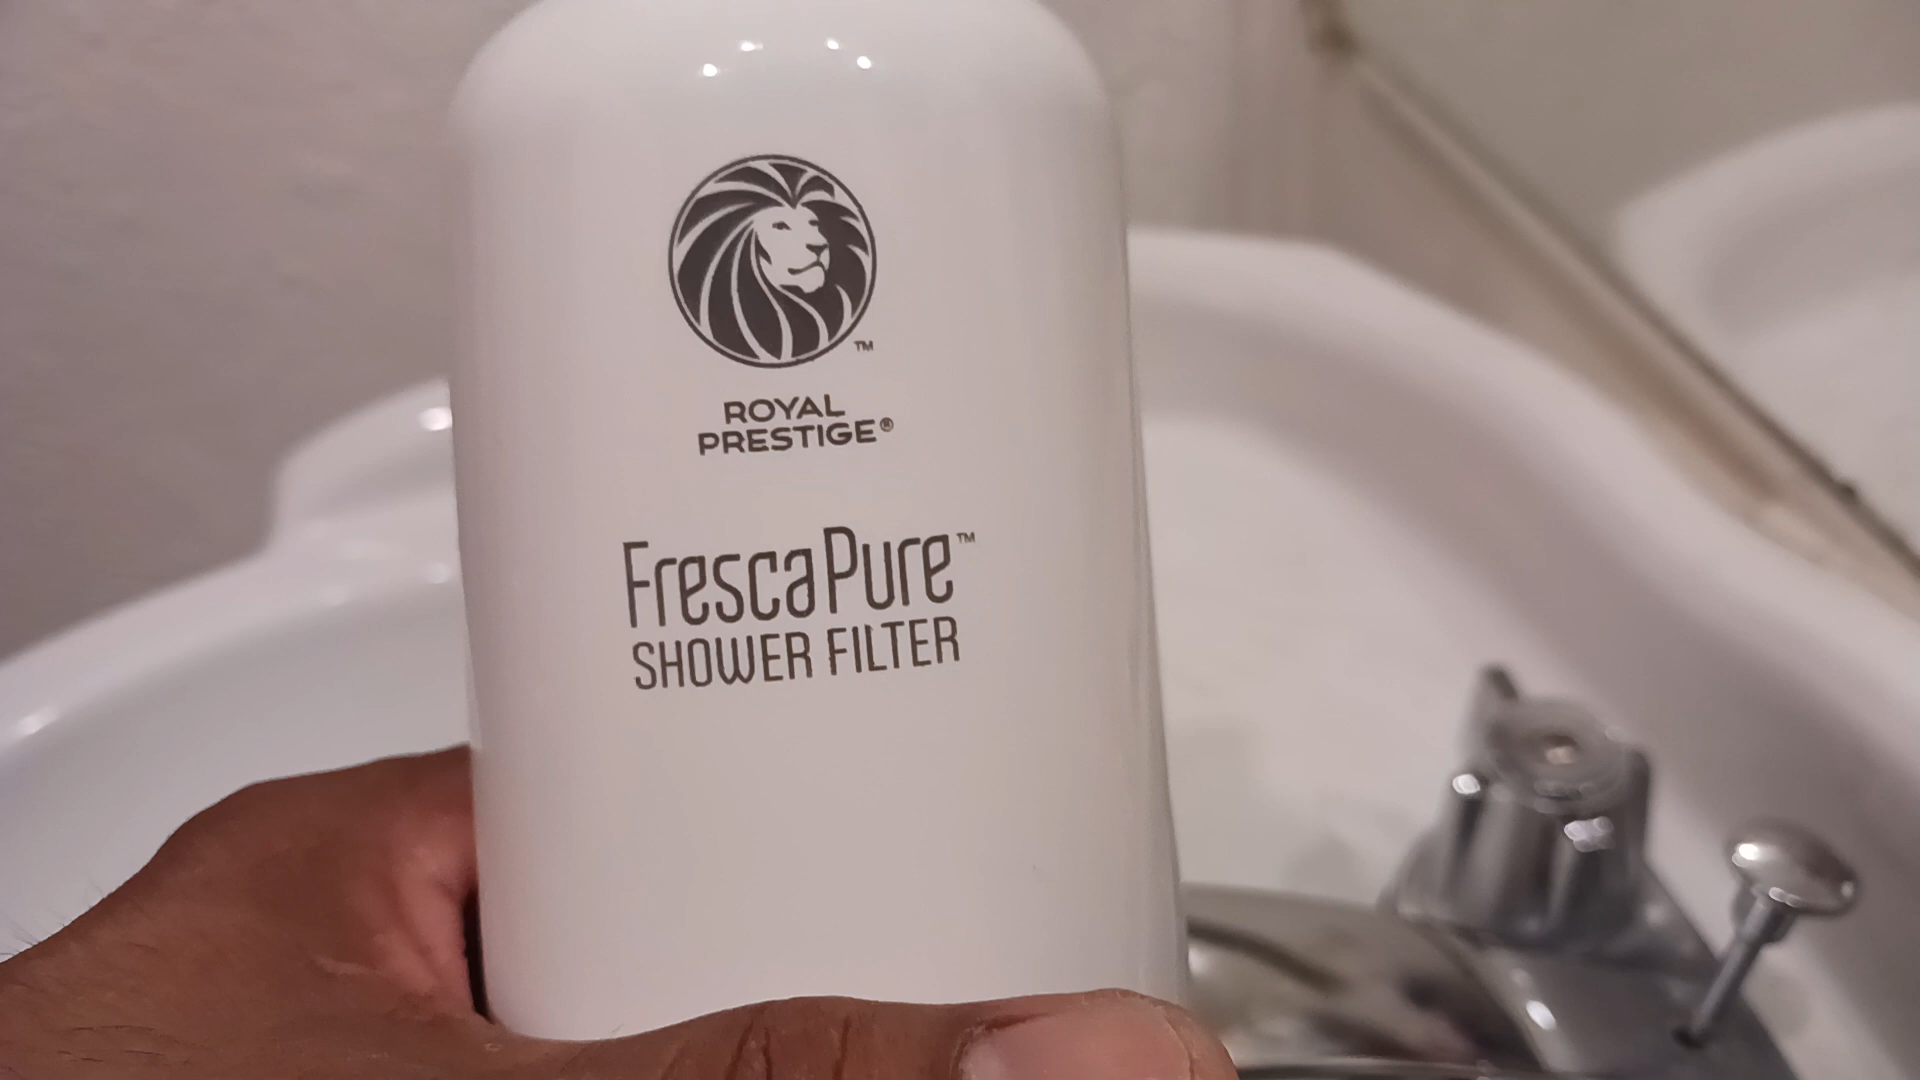 ™
ROYAL
PRESTIGE®
FrescaPure™
SHOWER FILTER